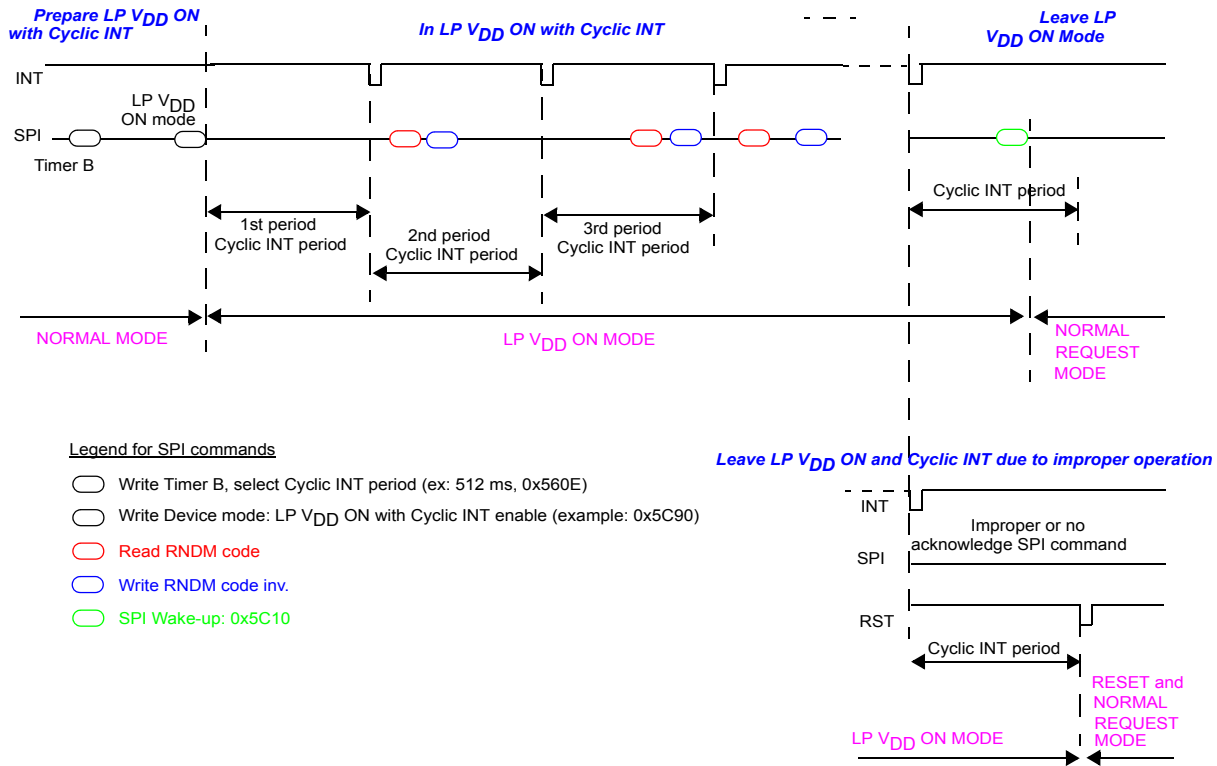 Prepare LP VDD ON
with Cyclic INT
In LP VDD ON with Cyclic INT
Leave LP
VDD ON Mode
INT
LP VDD
ON mode
SPI
Timer B
1st period
Cyclic INT period
2nd period
Cyclic INT period
3rd period
Cyclic INT period
Cyclic INT period
NORMAL MODE
LP VDD ON MODE
NORMAL
REQUEST
MODE
Legend for SPI commands
Write Timer B, select Cyclic INT period (ex: 512 ms, 0x560E)
Write Device mode: LP VDD ON with Cyclic INT enable (example: 0x5C90)
Read RNDM code
Write RNDM code inv.
SPI Wake-up: 0x5C10
Leave LP VDD ON and Cyclic INT due to improper operation
INT
Improper or no
acknowledge SPI command
SPI
RST
Cyclic INT period
RESET and
NORMAL
REQUEST
MODE
LP VDD ON MODE